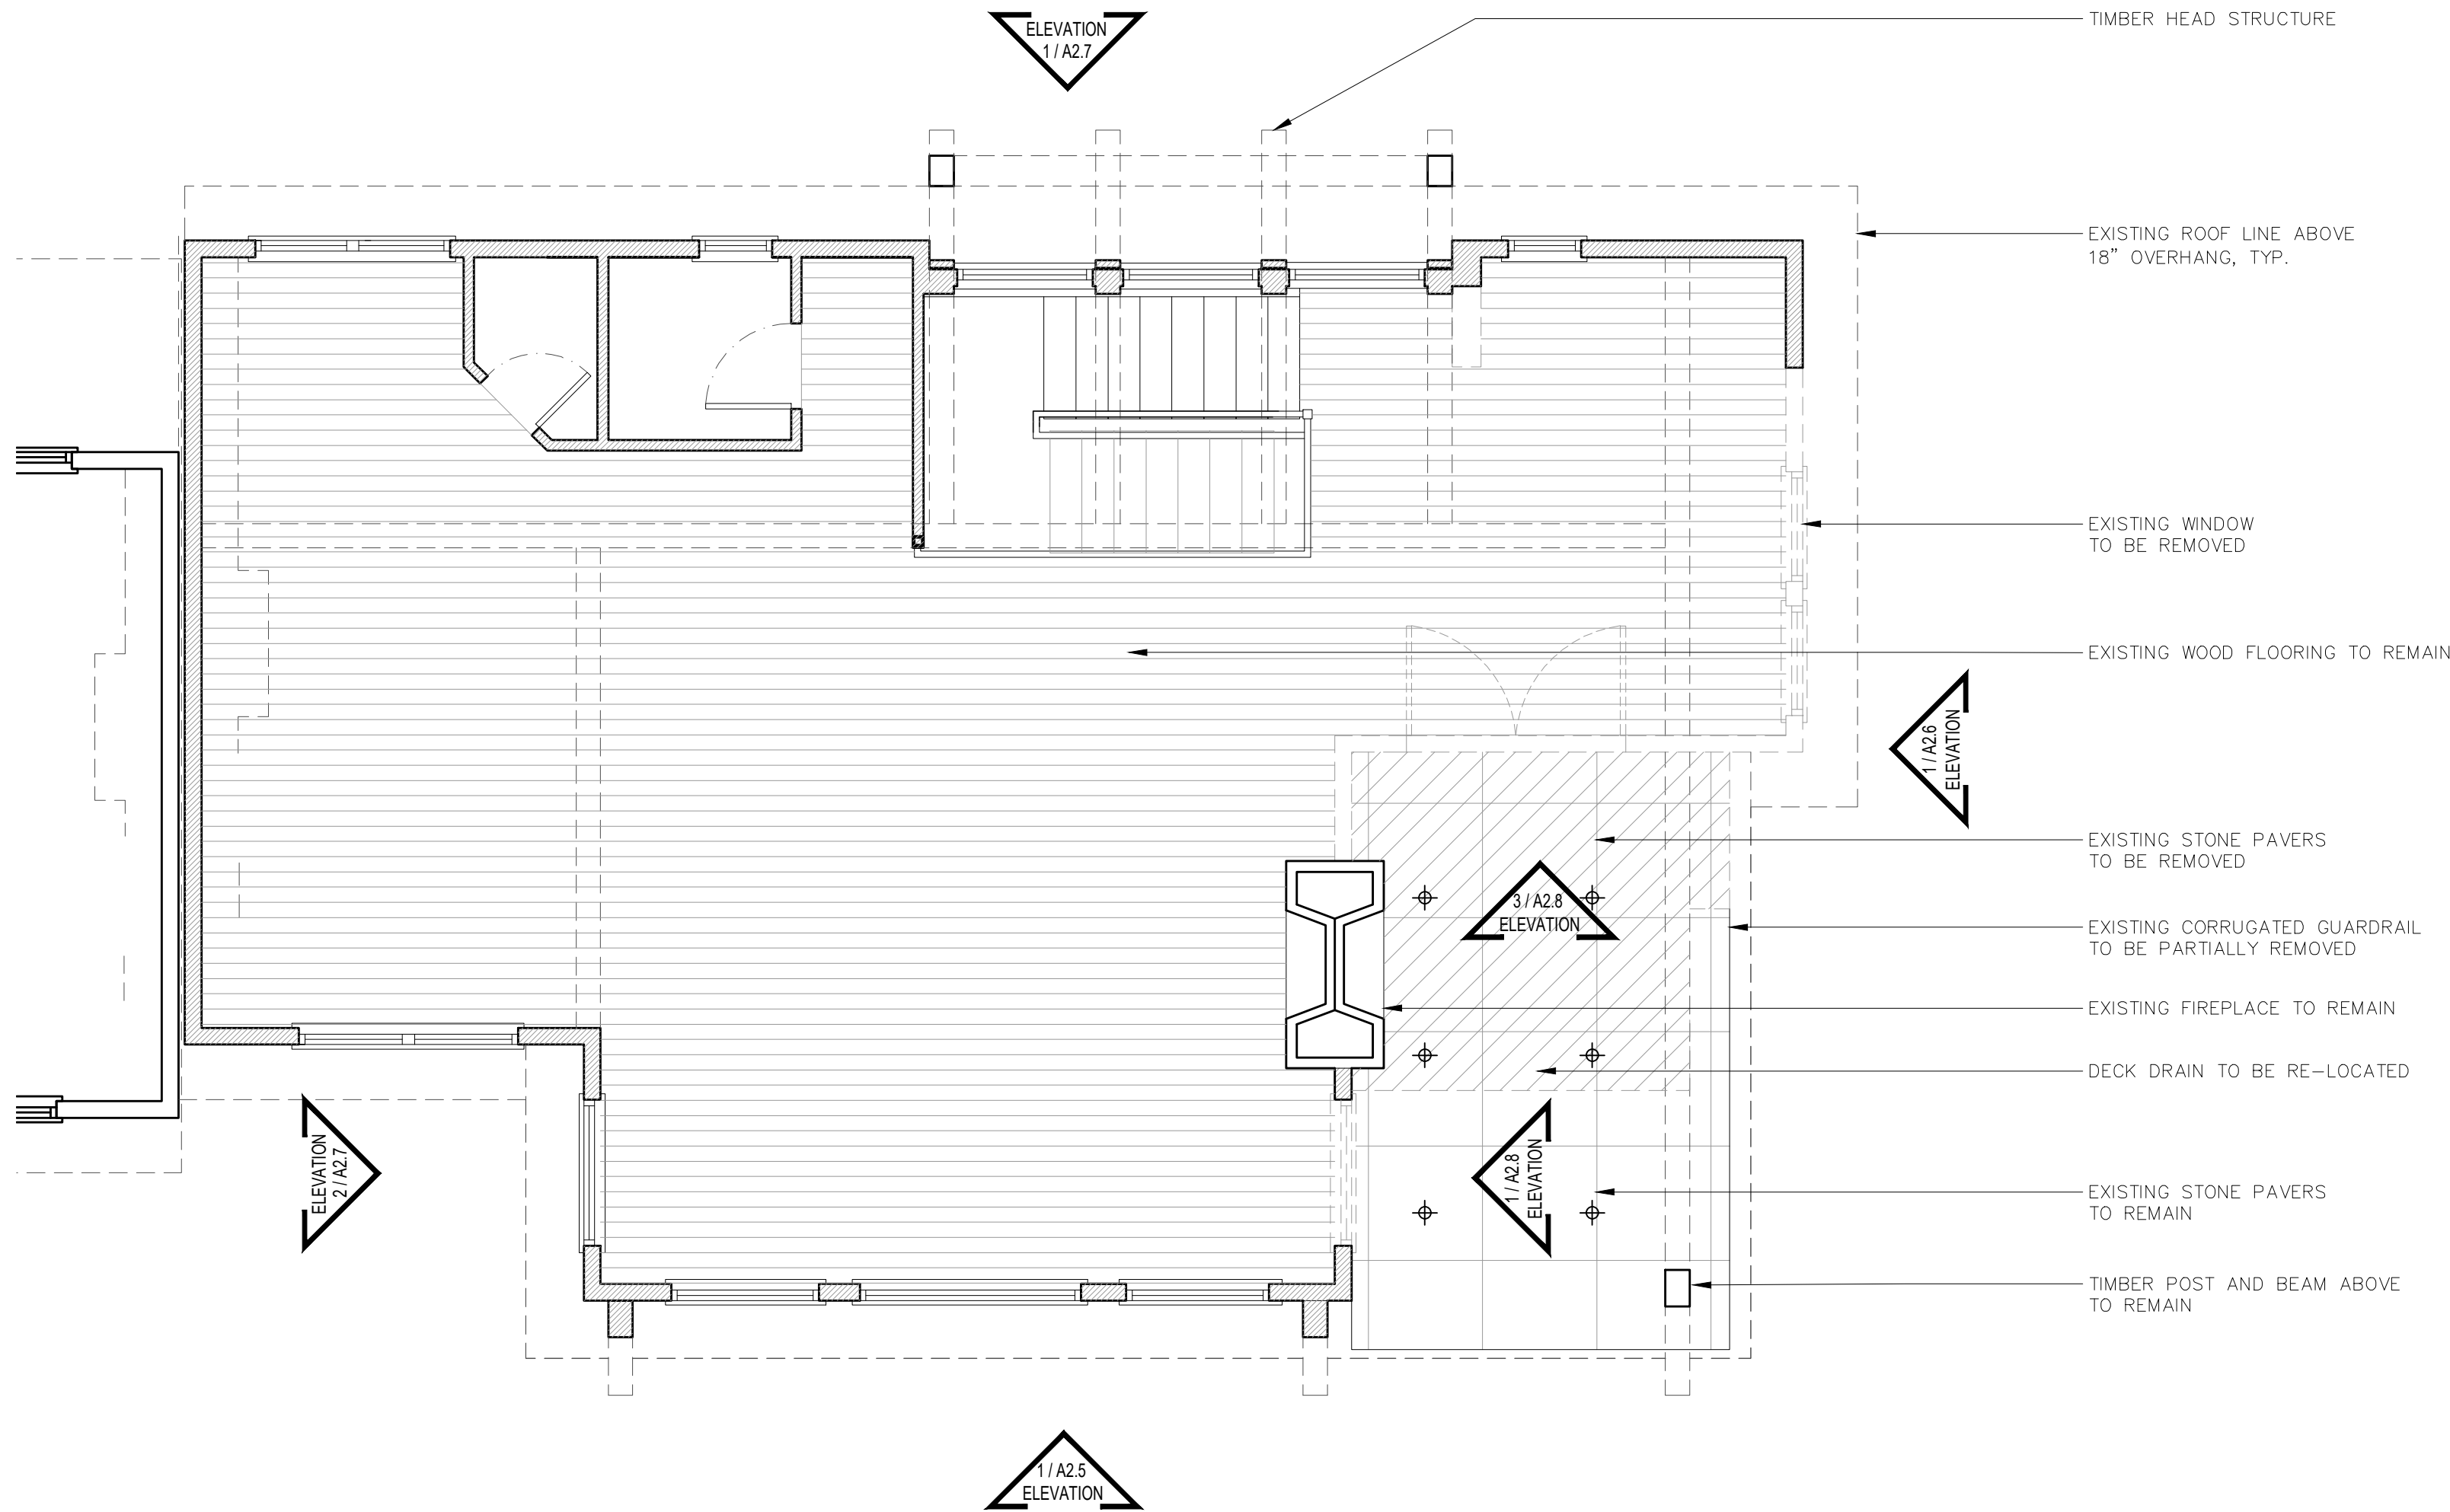 ELEVATION
1 / A2.7
TIMBER HEAD STRUCTURE
EXISTING ROOF LINE ABOVE
18” OVERHANG, TYP.
EXISTING WINDOW
TO BE REMOVED
EXISTING WOOD FLOORING TO REMAIN
1 / A2.6
ELEVATION
EXISTING STONE PAVERS
TO BE REMOVED
3 / A2.8
ELEVATION
EXISTING CORRUGATED GUARDRAIL
TO BE PARTIALLY REMOVED
EXISTING FIREPLACE TO REMAIN
DECK DRAIN TO BE RE-LOCATED
ELEVATION
2 / A2.7
1 / A2.8
ELEVATION
EXISTING STONE PAVERS
TO REMAIN
TIMBER POST AND BEAM ABOVE
TO REMAIN
1 / A2.5
ELEVATION